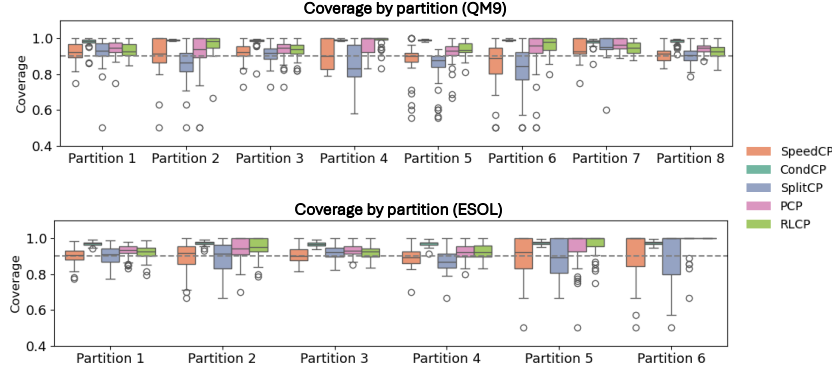 Coverage by partition (QM9)
Coverage
1.0
0.8
0.6
0.4
Partition 1 Partition 2 Partition 3 Partition 4 Partition 5 Partition 6 Partition 7 Partition 8
SpeedCP
CondCP
SplitCP
PCP
RLCP
Coverage by partition (ESOL)
Coverage
1.0
0.8
0.6
0.4
Partition 1 Partition 2 Partition 3 Partition 4 Partition 5 Partition 6